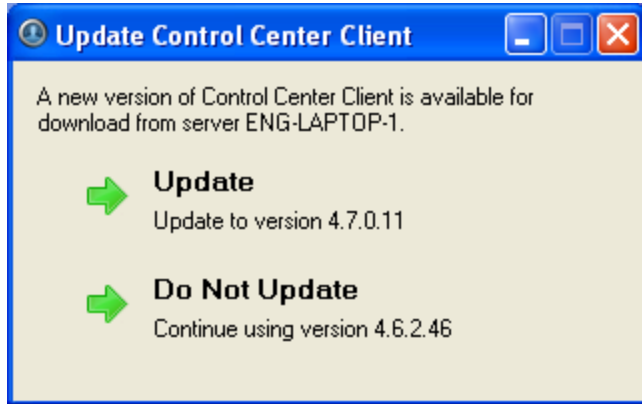 Update Control Center Client
A new version of Control Center Client is available for
download from server ENG-LAPTOP-1.
Update
Update to version 4.7.0.11
Do Not Update
Continue using version 4.6.2.46